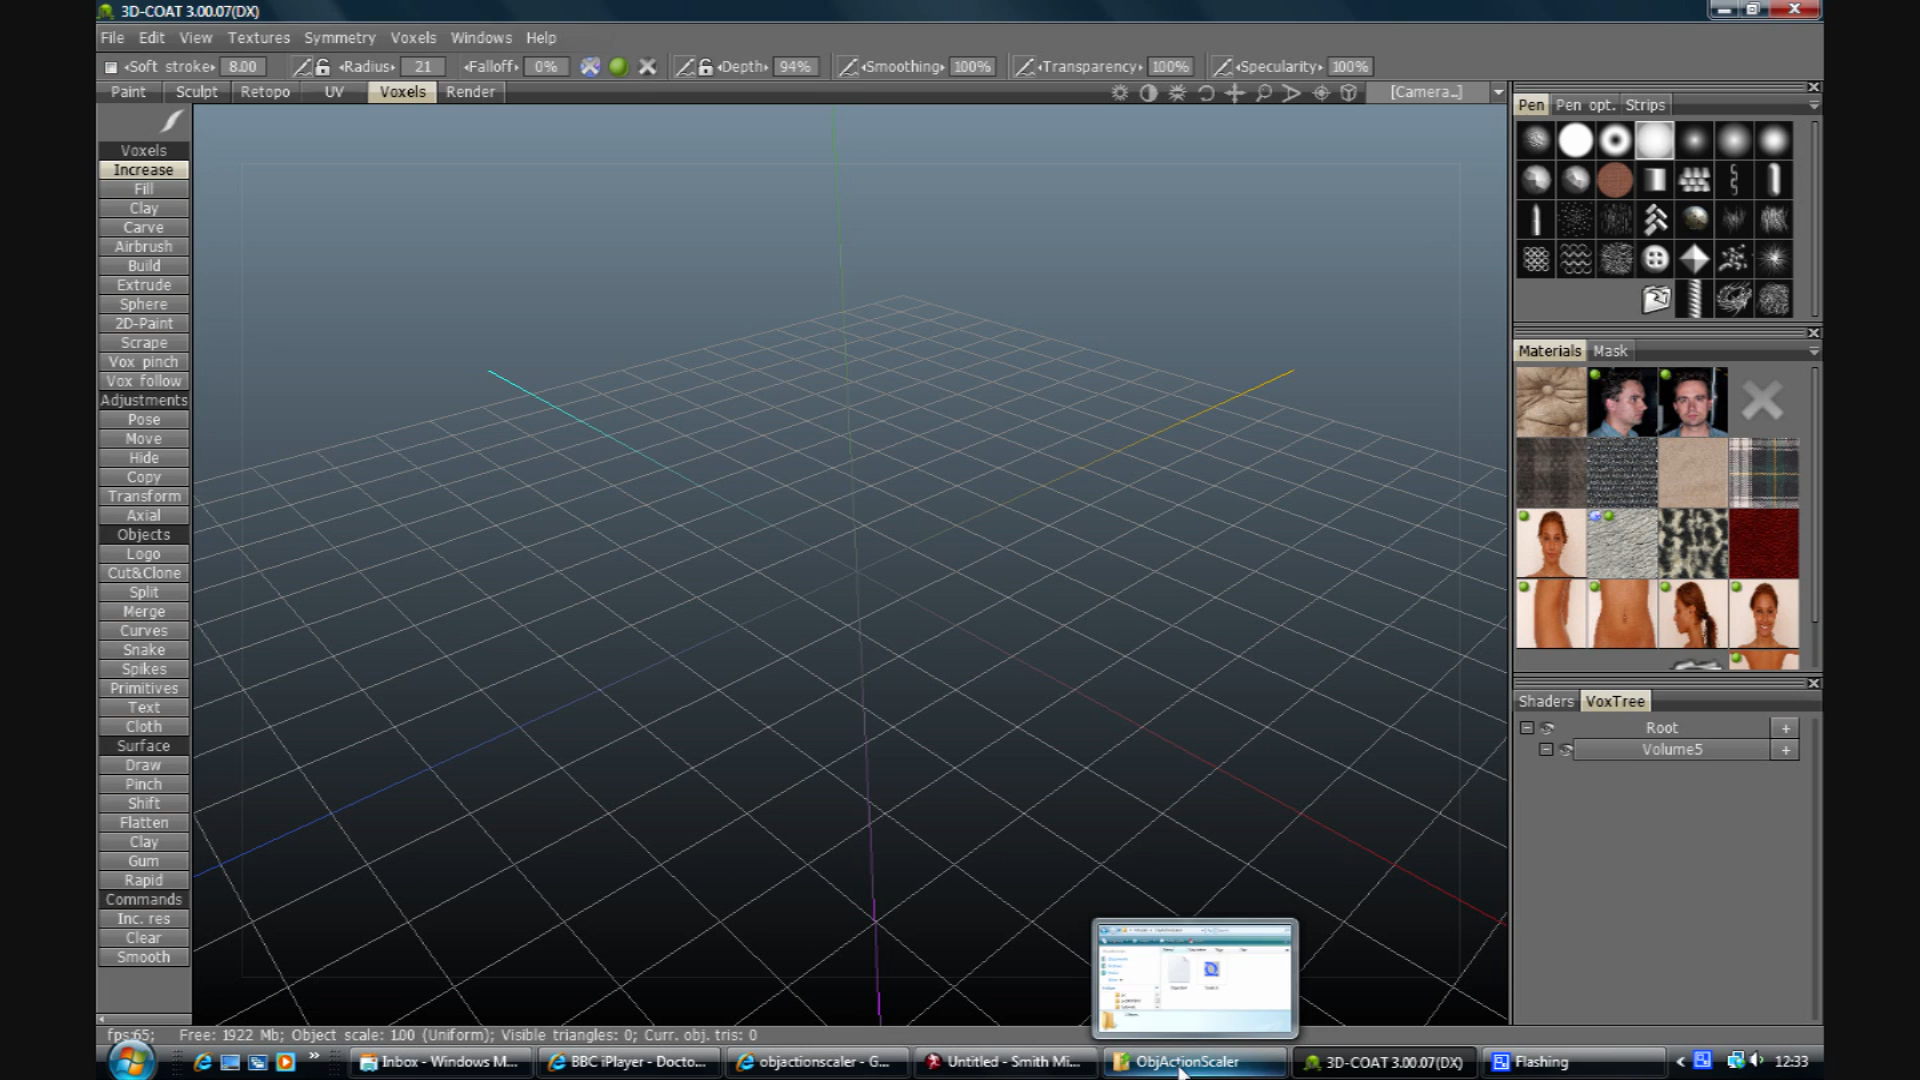 3D-COAT 3.00.07(DX)
File Edit View Textures Symmetry Voxels Windows Help
Soft stroke 8.00 Radius 21 Falloff 0% Depth 94% Smoothing 100% Transparency 100% Specularity 100%
Paint Sculpt Retopo UV Voxels Render [Camera..]
Voxels
Increase
Fill
Clay
Carve
Airbrush
Build
Extrude
Sphere
2D-Paint
Scrape
Vox pinch
Vox follow
Adjustments
Pose
Move
Hide
Copy
Transform
Axial
Objects
Logo
Cut&Clone
Split
Merge
Curves
Snake
Spikes
Primitives
Text
Cloth
Surface
Draw
Pinch
Shift
Flatten
Clay
Gum
Rapid
Commands
Inc. res
Clear
Smooth
Pen Pen opt. Strips
Materials Mask
Shaders VoxTree
Root +
Volume5 +
fps:65; Free: 1922 Mb; Object scale: 1.00 (Uniform); Visible triangles: 0; Curr. obj. tris: 0
Inbox - Windows M... BBC iPlayer - Docto... objactionscaler - G... Untitled - Smith Mi... ObjActionScaler 3D-COAT 3.00.07(DX) Flashing 12:33